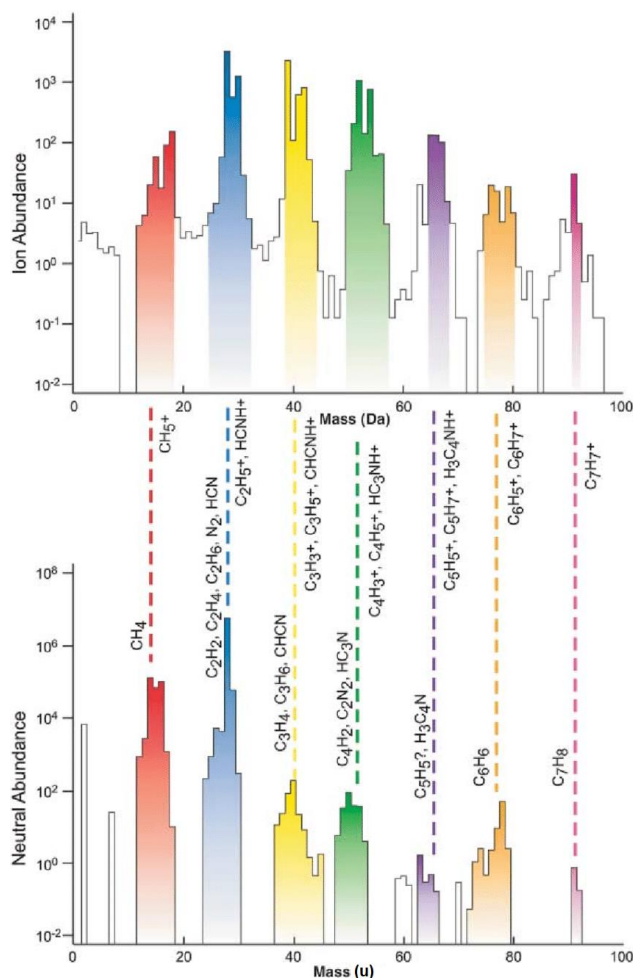 10⁴
10³
10²
10¹
10⁰
10⁻¹
10⁻²
Ion Abundance
0
20
40
60
80
100
Mass (Da)
CH₅+
C₂H₅+, HCNH+
C₃H₃+, C₃H₅+, CHCNH+
C₄H₃+, C₄H₅+, HC₃NH+
C₅H₅+, C₅H₇+, H₃C₄NH+
C₆H₅+, C₆H₇+
C₇H₇+
CH₄
C₂H₂, C₂H₄, C₂H₆, N₂, HCN
C₃H₄, C₃H₆, CHCN
C₄H₂, C₂N₂, HC₃N
C₅H₅?, H₃C₄N
C₆H₆
C₇H₈
10⁸
10⁶
10⁴
10²
10⁰
10⁻²
Neutral Abundance
0
20
40
60
80
100
Mass (u)